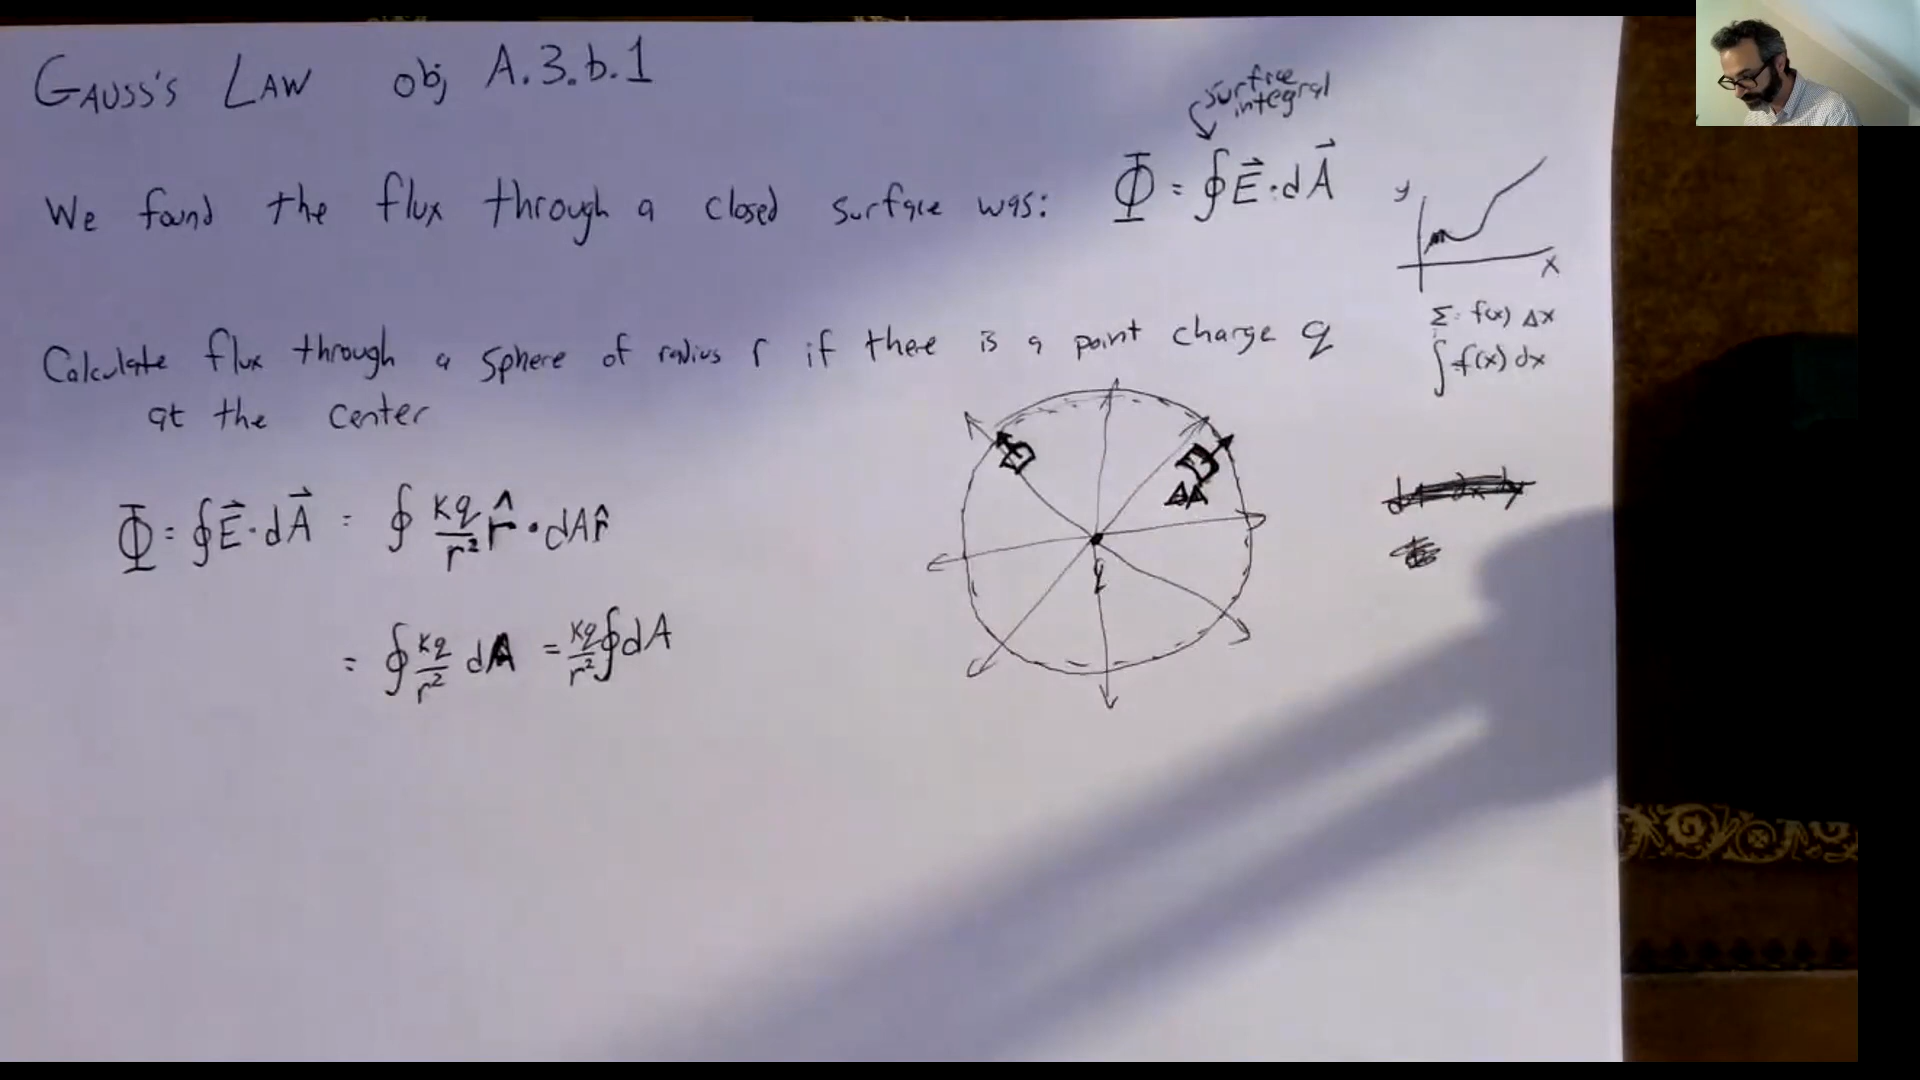 GAUSS'S LAW obj A.3.b.1
surface integral
We found the flux through a closed surface was: Φ = ∮ E⃗ · dA⃗
y
x
Σ f(x) Δx
∫ f(x) dx
Calculate flux through a sphere of radius r if there is a point charge q
at the center
ΔA
q
Φ = ∮ E⃗ · dA⃗ = ∮ kq/r² r̂ · dA r̂
= ∮ kq/r² dA = kq/r² ∮ dA